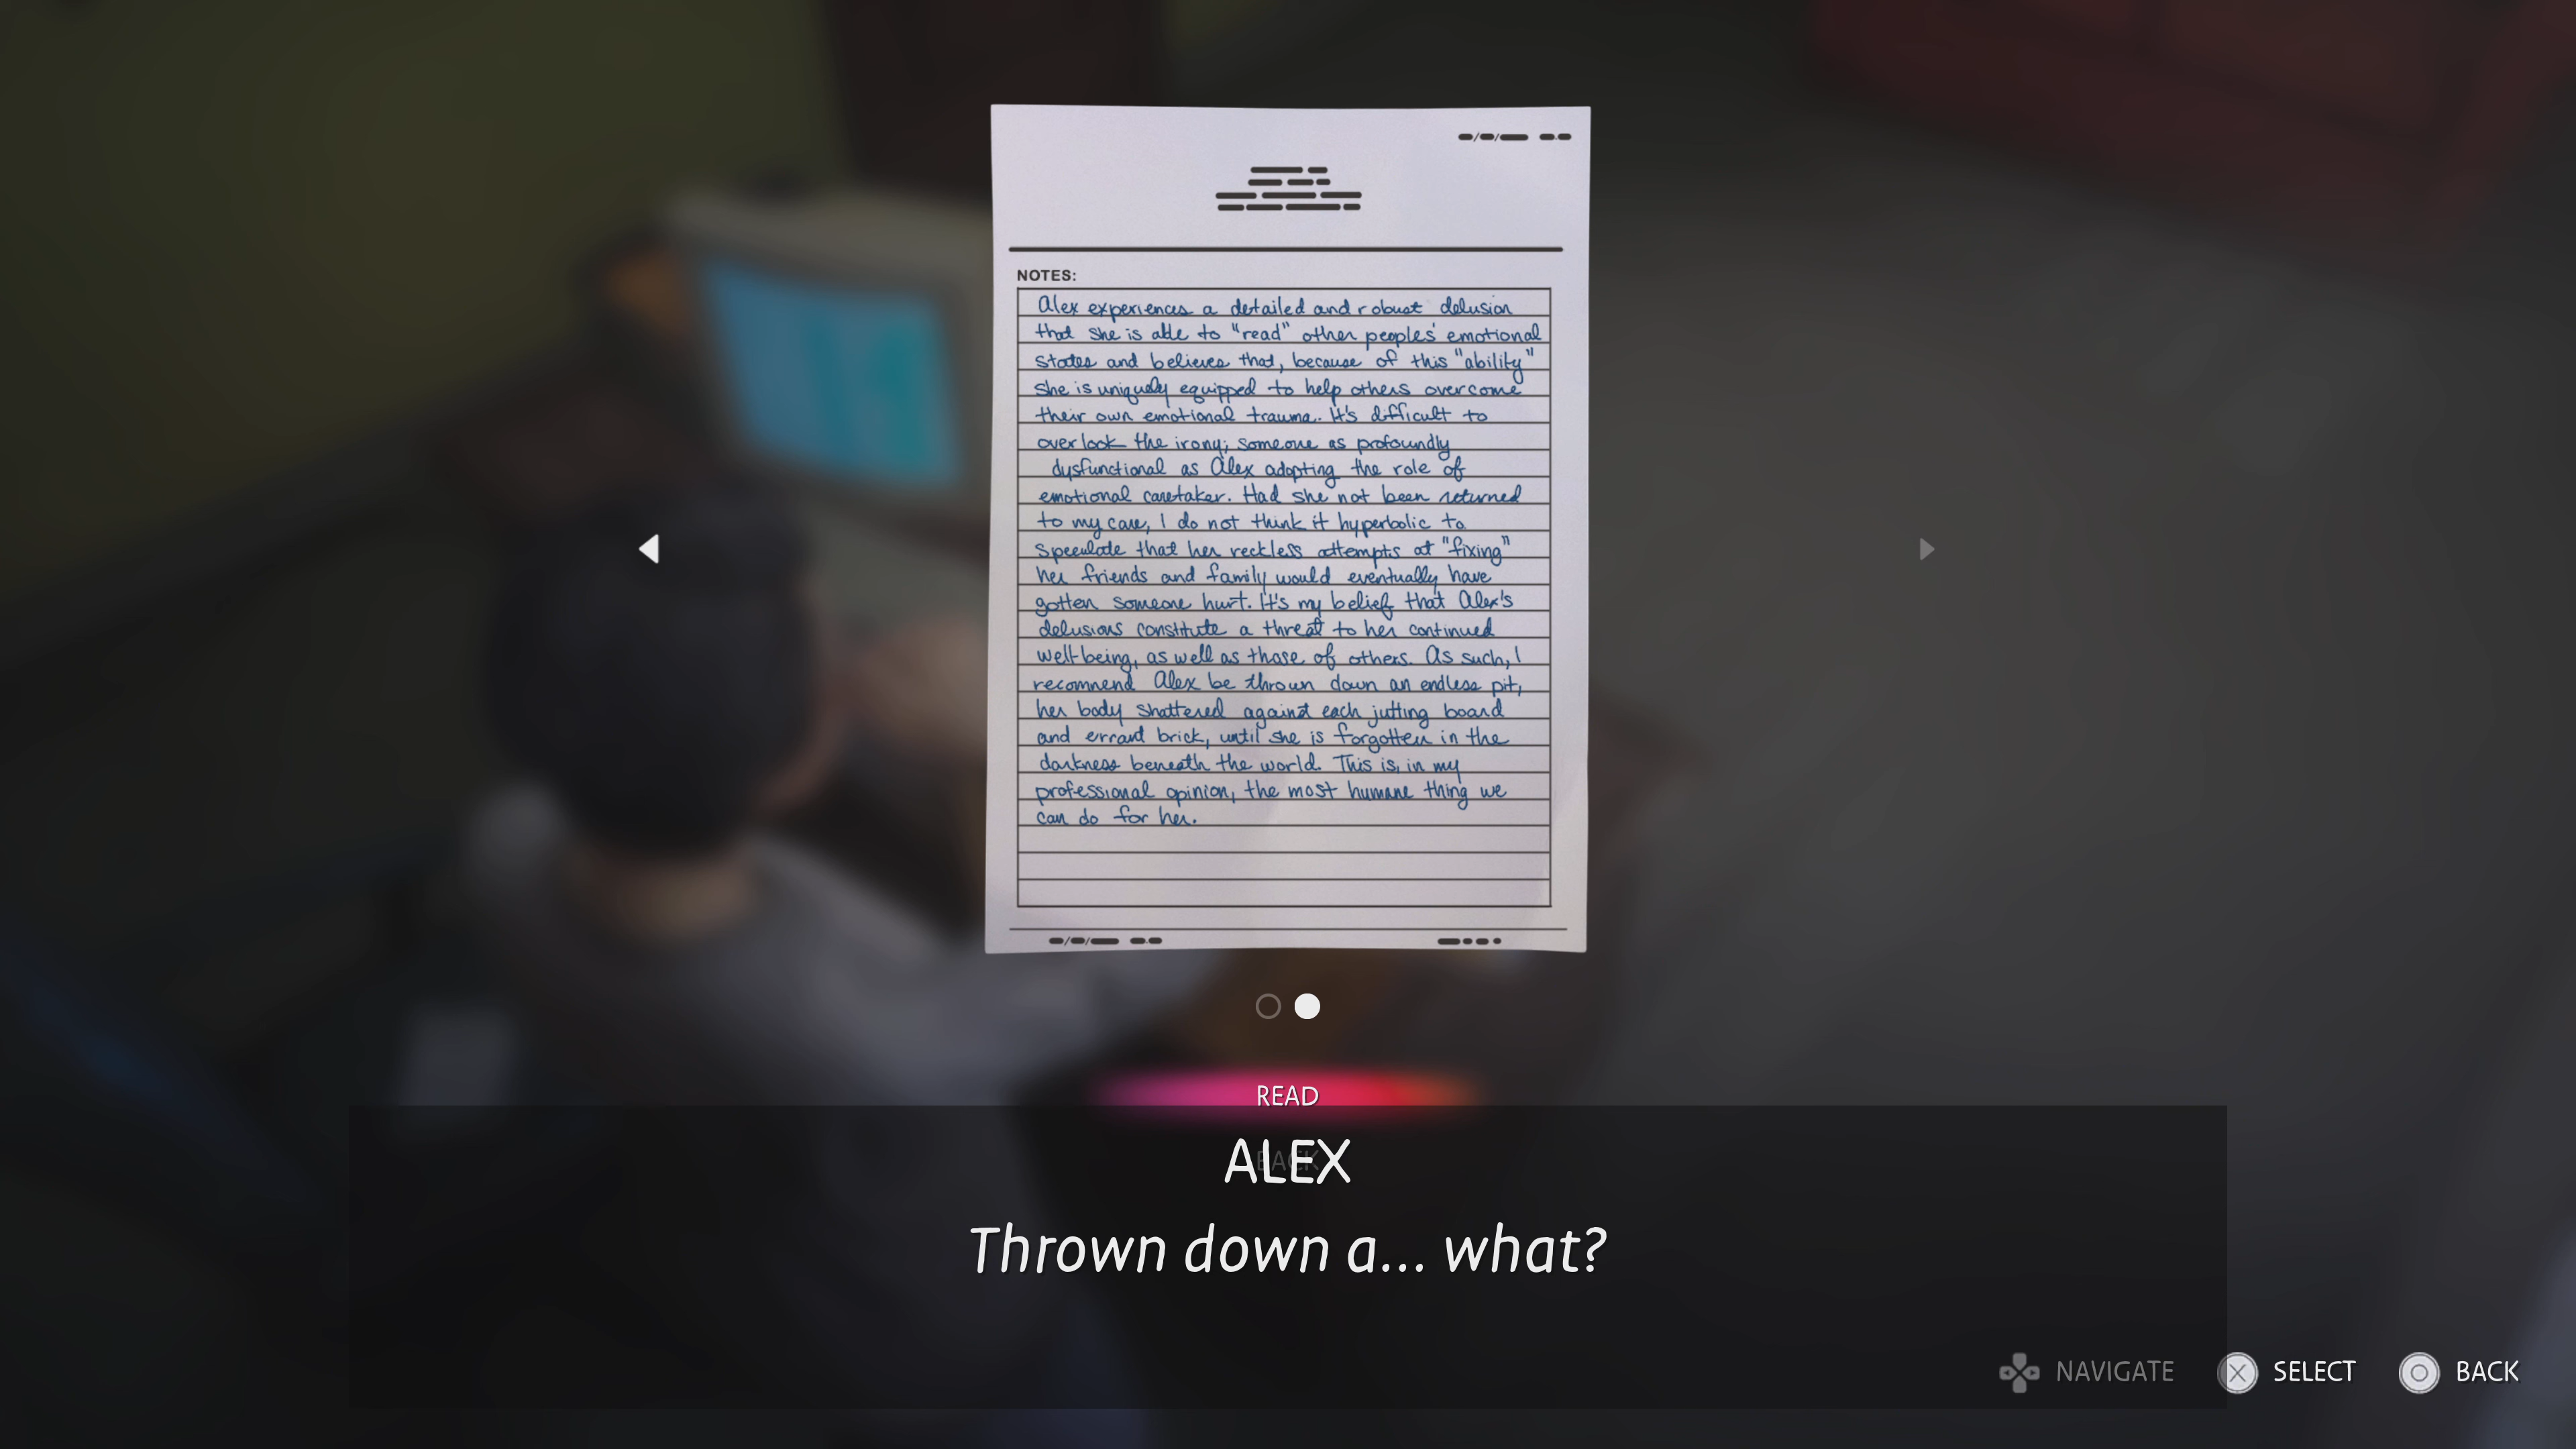 NOTES:
Alex experiences a detailed and robust delusion
that she is able to "read" other peoples' emotional
states and believes that, because of this "ability"
she is uniquely equipped to help others overcome
their own emotional trauma. It's difficult to
overlook the irony; someone as profoundly
dysfunctional as Alex adopting the role of
emotional caretaker. Had she not been returned
to my care, I do not think it hyperbolic to
speculate that her reckless attempts at "fixing"
her friends and family would eventually have
gotten someone hurt. It's my belief that Alex's
delusions constitute a threat to her continued
well-being, as well as those of others. As such, I
recomnend Alex be thrown down an endless pit,
her body shattered against each jutting board
and errant brick, until she is forgotten in the
darkness beneath the world. This is, in my
professional opinion, the most humane thing we
can do for her.
READ
BACK
ALEX
Thrown down a... what?
NAVIGATE SELECT BACK